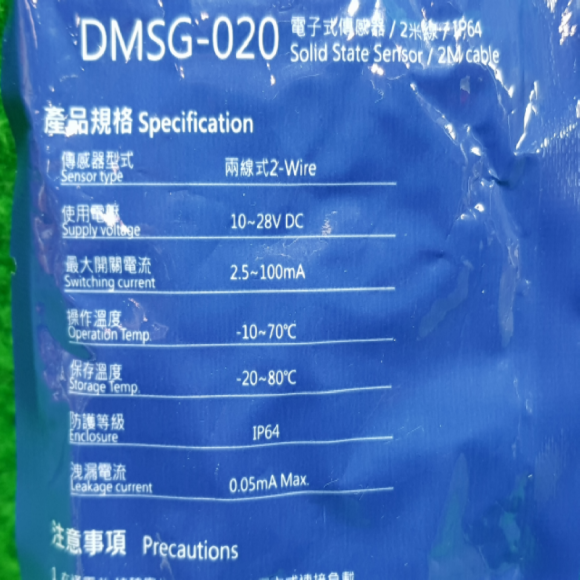 DMSG-020
電子式傳感器 / 2米線 / IP64
Solid State Sensor / 2M cable
產品規格 Specification
傳感器型式 兩線式2-Wire
Sensor type
使用電壓 10~28V DC
Supply voltage
最大開關電流 2.5~100mA
Switching current
操作溫度 -10~70℃
Operation Temp.
保存溫度 -20~80℃
Storage Temp.
防護等級 IP64
Enclosure
洩漏電流 0.05mA Max.
Leakage current
注意事項 Precautions